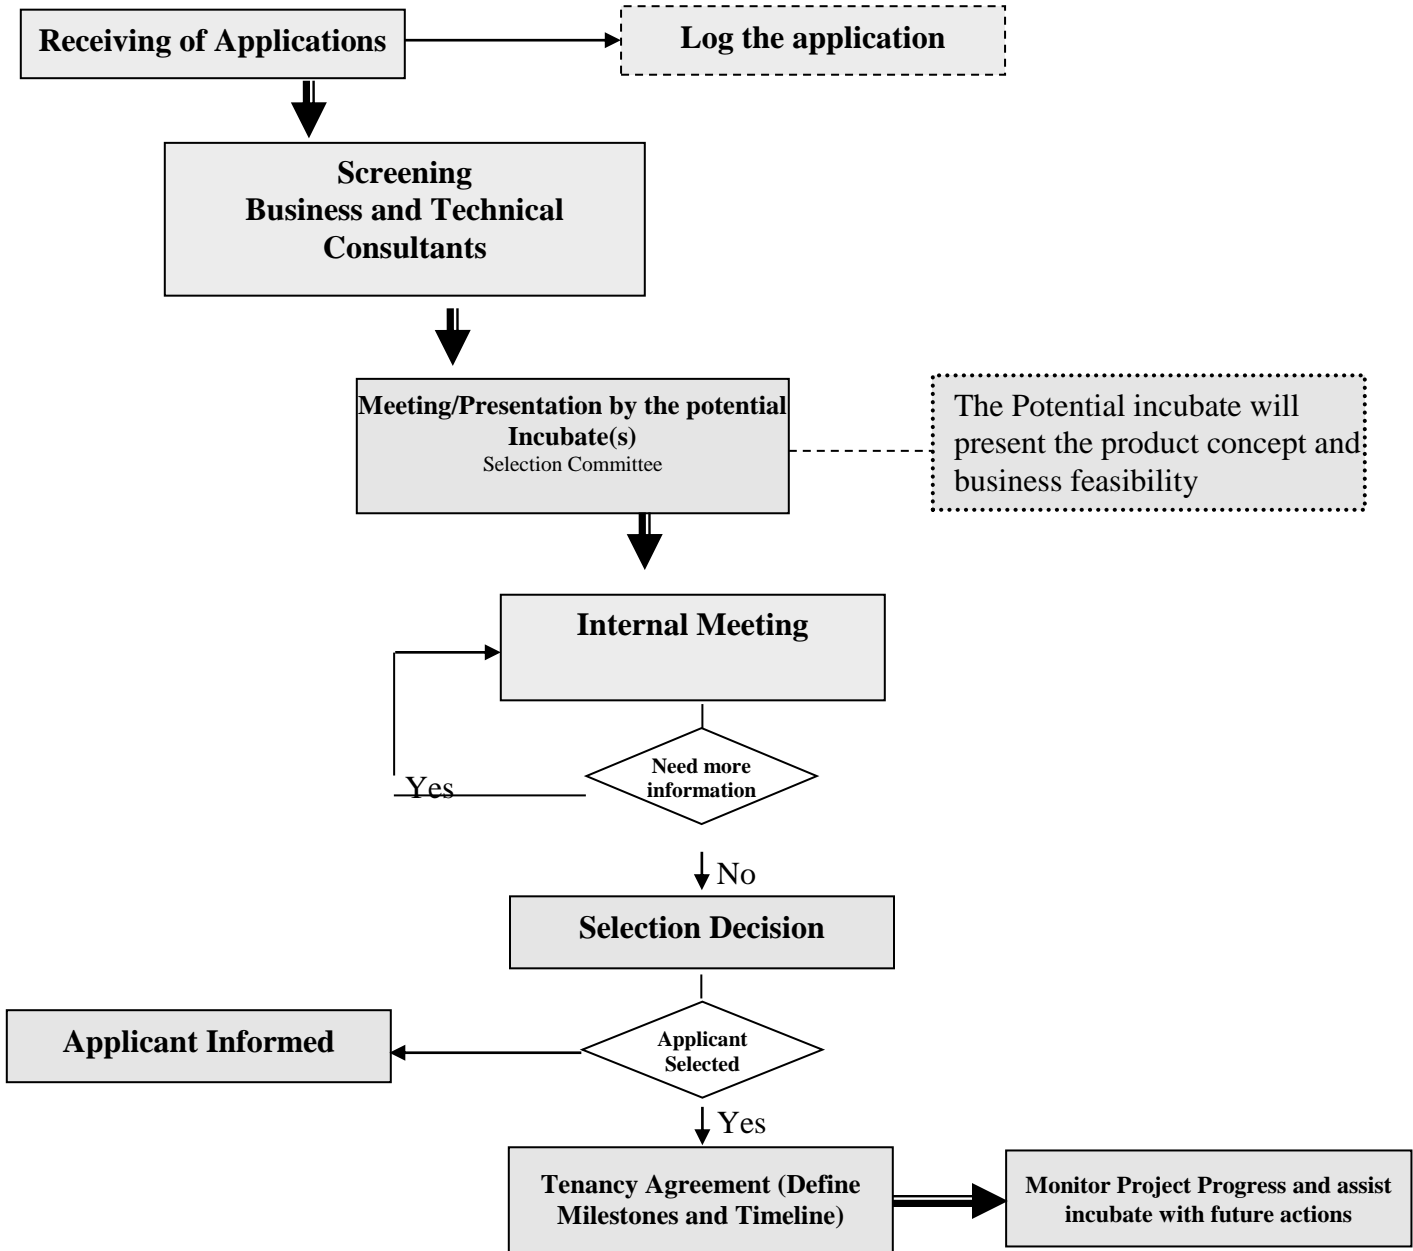 Receiving of Applications
Log the application
Screening
Business and Technical
Consultants
Meeting/Presentation by the potential
Incubate(s)
Selection Committee
The Potential incubate will
present the product concept and
business feasibility
Internal Meeting
Need more
information
Yes
No
Selection Decision
Applicant Informed
Applicant
Selected
Yes
Tenancy Agreement (Define
Milestones and Timeline)
Monitor Project Progress and assist
incubate with future actions